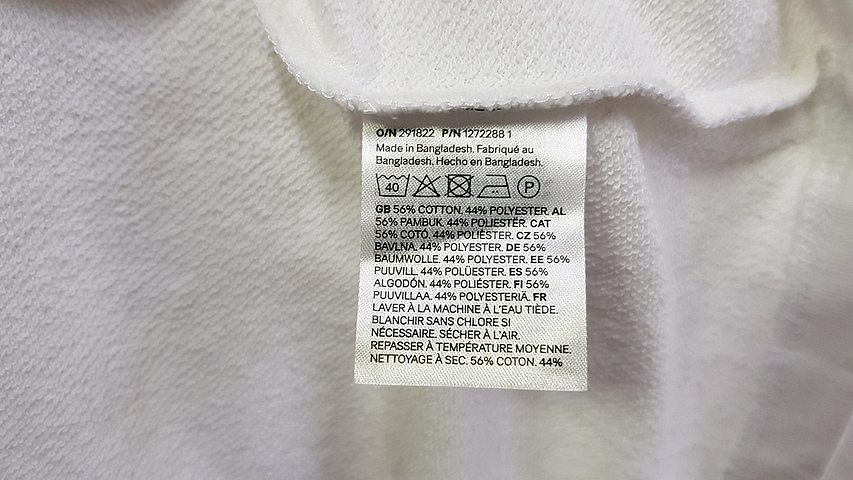 O/N 291822 P/N 1272288 1
Made in Bangladesh. Fabriqué au
Bangladesh, Hecho en Bangladesh.
40 P
GB 56% COTTON. 44% POLYESTER. AL
56% PAMBUK. 44% POLIESTËR. CAT
56% COTÓ. 44% POLIÈSTER. CZ 56%
BAVLNA. 44% POLYESTER. DE 56%
BAUMWOLLE. 44% POLYESTER. EE 56%
PUUVILL. 44% POLÜESTER. ES 56%
ALGODÓN. 44% POLIÉSTER. FI 56%
PUUVILLAA. 44% POLYESTERIÄ. FR
LAVER À LA MACHINE À L'EAU TIÈDE.
BLANCHIR SANS CHLORE SI
NÉCESSAIRE. SÉCHER À L'AIR.
REPASSER À TEMPÉRATURE MOYENNE.
NETTOYAGE À SEC. 56% COTON. 44%